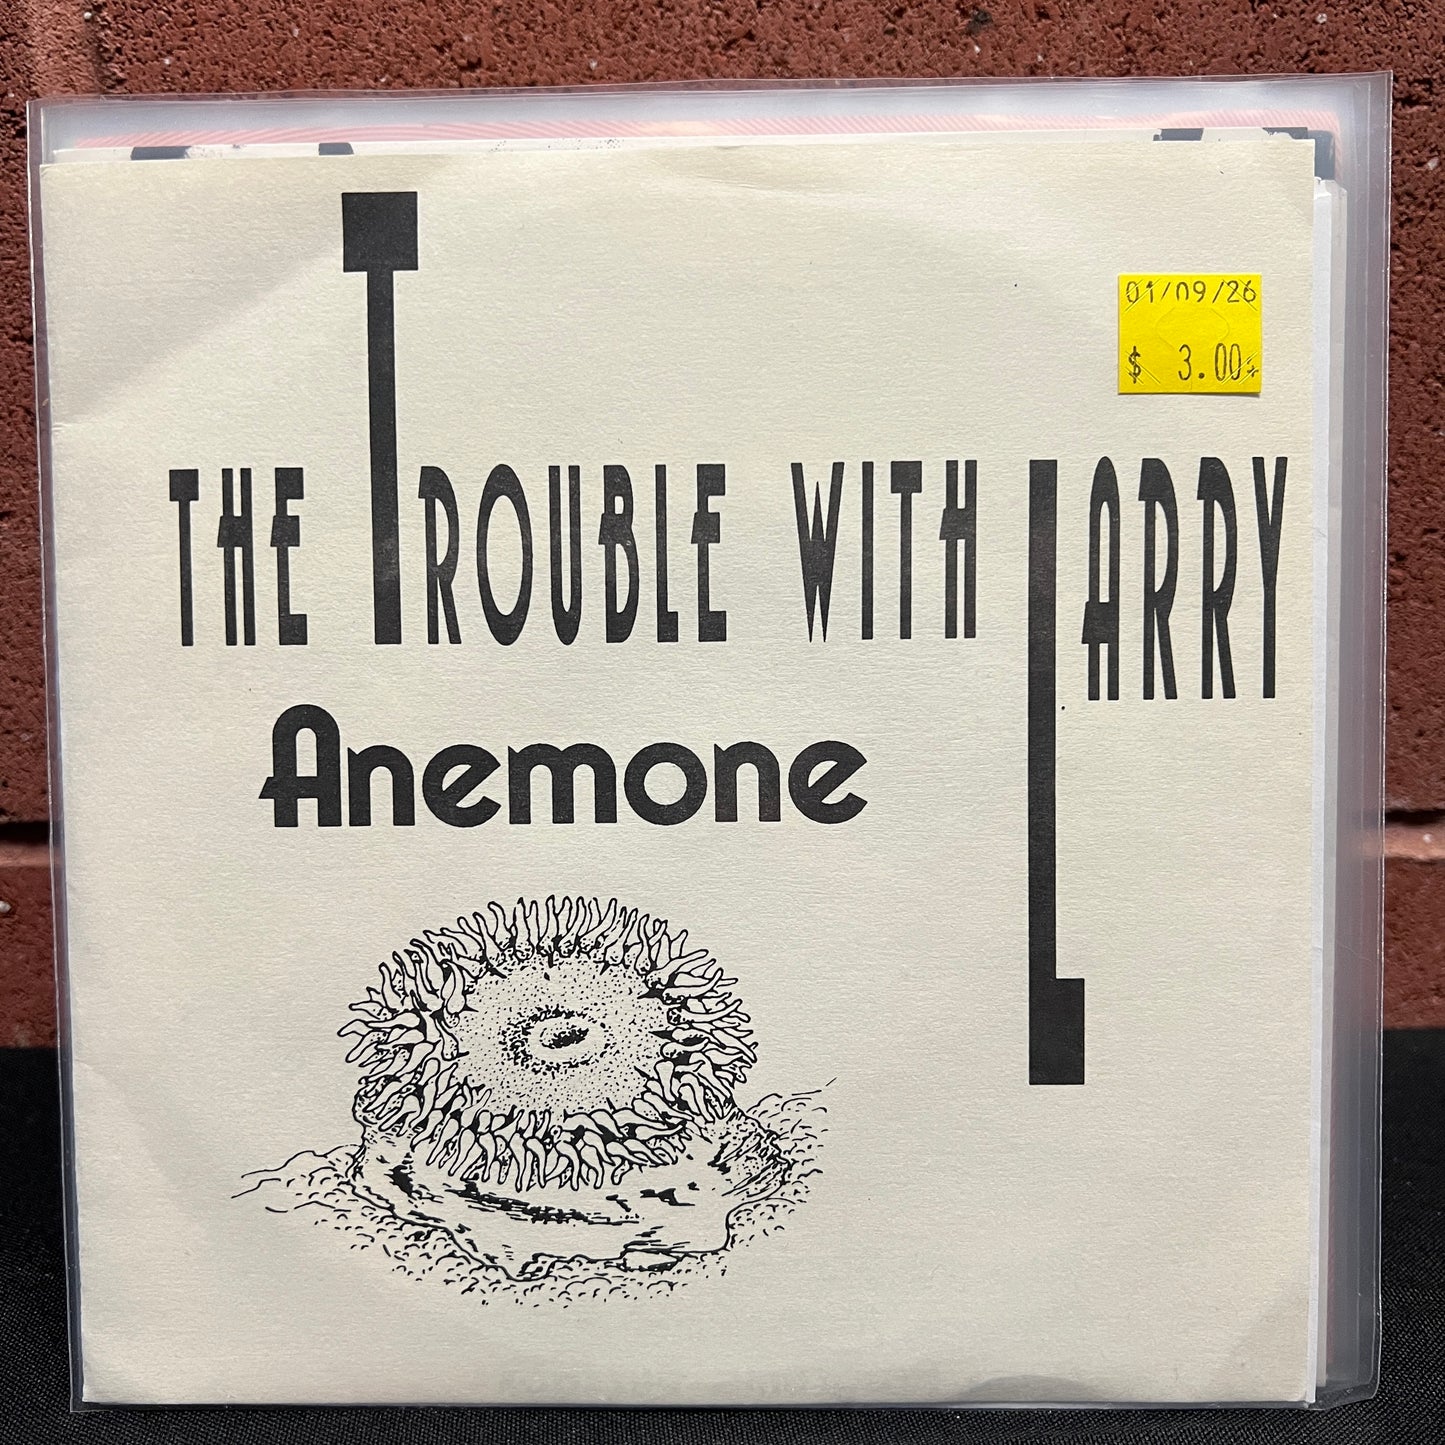 01/09/26
$ 3.00
THE TROUBLE WITH LARRY
Anemone